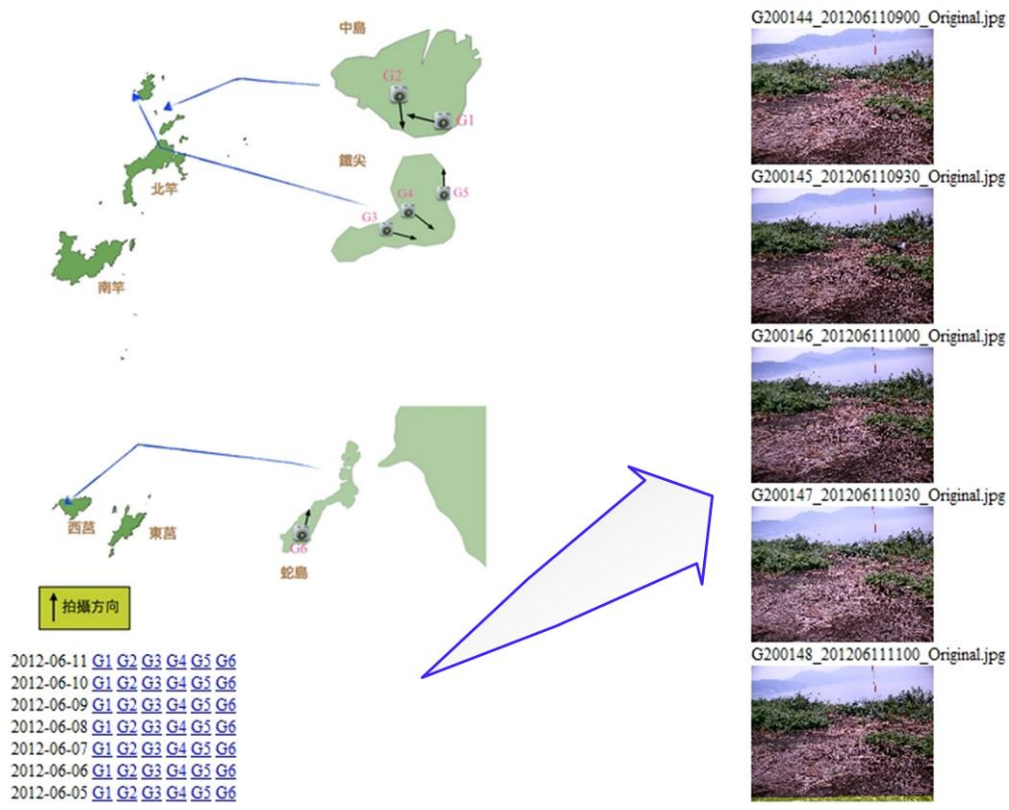 中島
G2
G1
北竿
鐵尖
G5
G4
G3
南竿
西莒
東莒
G6
蛇島
拍攝方向
2012-06-11 G1 G2 G3 G4 G5 G6
2012-06-10 G1 G2 G3 G4 G5 G6
2012-06-09 G1 G2 G3 G4 G5 G6
2012-06-08 G1 G2 G3 G4 G5 G6
2012-06-07 G1 G2 G3 G4 G5 G6
2012-06-06 G1 G2 G3 G4 G5 G6
2012-06-05 G1 G2 G3 G4 G5 G6
G200144_201206110900_Original.jpg
G200145_201206110930_Original.jpg
G200146_201206111000_Original.jpg
G200147_201206111030_Original.jpg
G200148_201206111100_Original.jpg